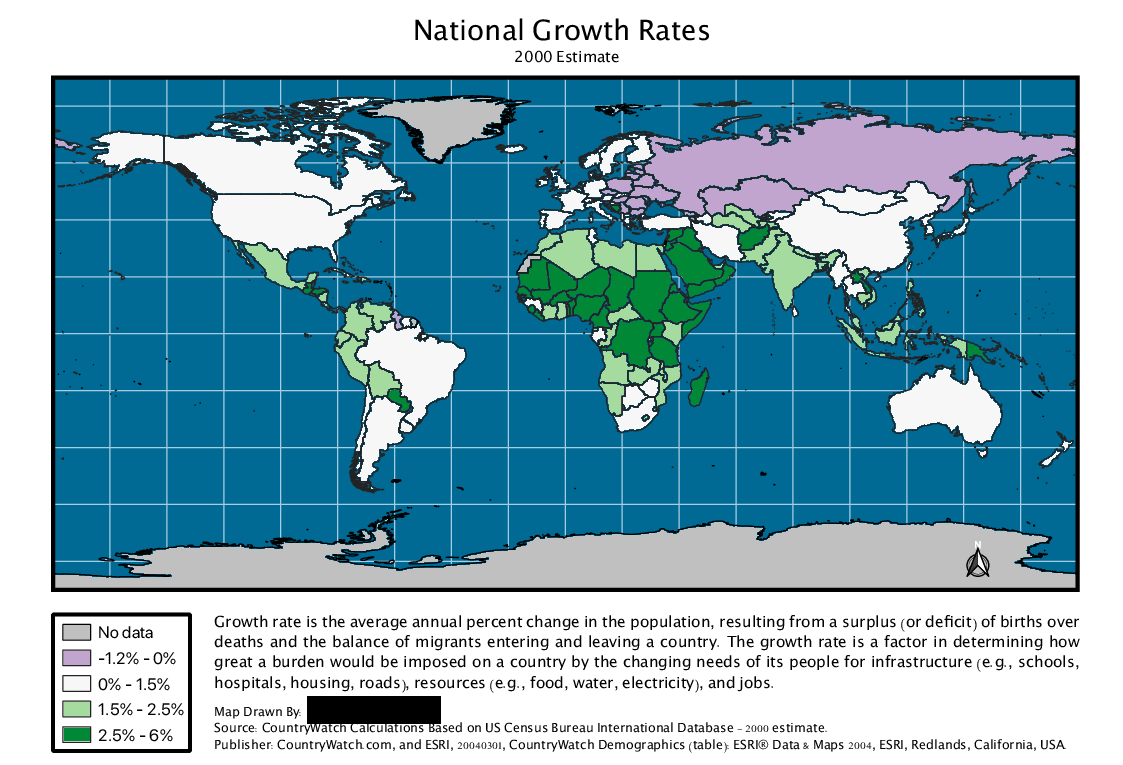 National Growth Rates
2000 Estimate
N
No data
-1.2% - 0%
0% - 1.5%
1.5% - 2.5%
2.5% - 6%
Growth rate is the average annual percent change in the population, resulting from a surplus (or deficit) of births over
deaths and the balance of migrants entering and leaving a country. The growth rate is a factor in determining how
great a burden would be imposed on a country by the changing needs of its people for infrastructure (e.g., schools,
hospitals, housing, roads), resources (e.g., food, water, electricity), and jobs.
Map Drawn By:
Source: CountryWatch Calculations Based on US Census Bureau International Database - 2000 estimate.
Publisher: CountryWatch.com, and ESRI, 20040301, CountryWatch Demographics (table): ESRI® Data & Maps 2004, ESRI, Redlands, California, USA.